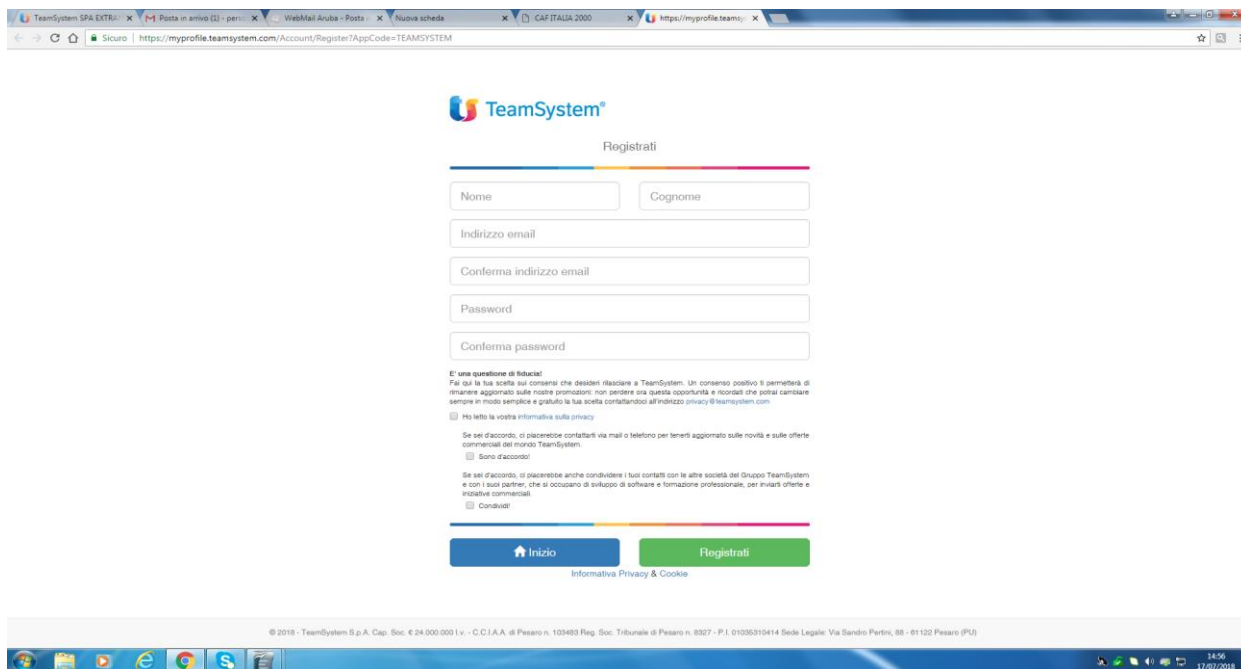 TeamSystem SPA EXTRA
Posta in arrivo (1) - pers
WebMail Aruba - Posta
Nuova scheda
CAF ITALIA 2000
https://myprofile.teamsy
Sicuro | https://myprofile.teamsystem.com/Account/Register?AppCode=TEAMSYSTEM
TeamSystem®
Registrati
Nome Cognome
Indirizzo email
Conferma indirizzo email
Password
Conferma password
E' una questione di fiducia!
Fai qui la tua scelta sui consensi che desideri rilasciare a TeamSystem. Un consenso positivo ti permetterà di
rimanere aggiornato sulle nostre promozioni: non perdere ora questa opportunità e ricordati che potrai cambiare
sempre in modo semplice e gratuito la tua scelta contattandoci all'indirizzo privacy@teamsystem.com
Ho letto la vostra informativa sulla privacy
Se sei d'accordo, ci piacerebbe contattarti via mail o telefono per tenerti aggiornato sulle novità e sulle offerte
commerciali del mondo TeamSystem.
Sono d'accordo!
Se sei d'accordo, ci piacerebbe anche condividere i tuoi contatti con le altre società del Gruppo TeamSystem
e con i suoi partner, che si occupano di sviluppo di software e formazione professionale, per inviarti offerte e
iniziative commerciali.
Condividi!
Inizio Registrati
Informativa Privacy & Cookie
© 2018 - TeamSystem S.p.A. Cap. Soc. € 24.000.000 I.v. - C.C.I.A.A. di Pesaro n. 103483 Reg. Soc. Tribunale di Pesaro n. 8327 - P.I. 01035310414 Sede Legale: Via Sandro Pertini, 88 - 61122 Pesaro (PU)
14:56
17/07/2018